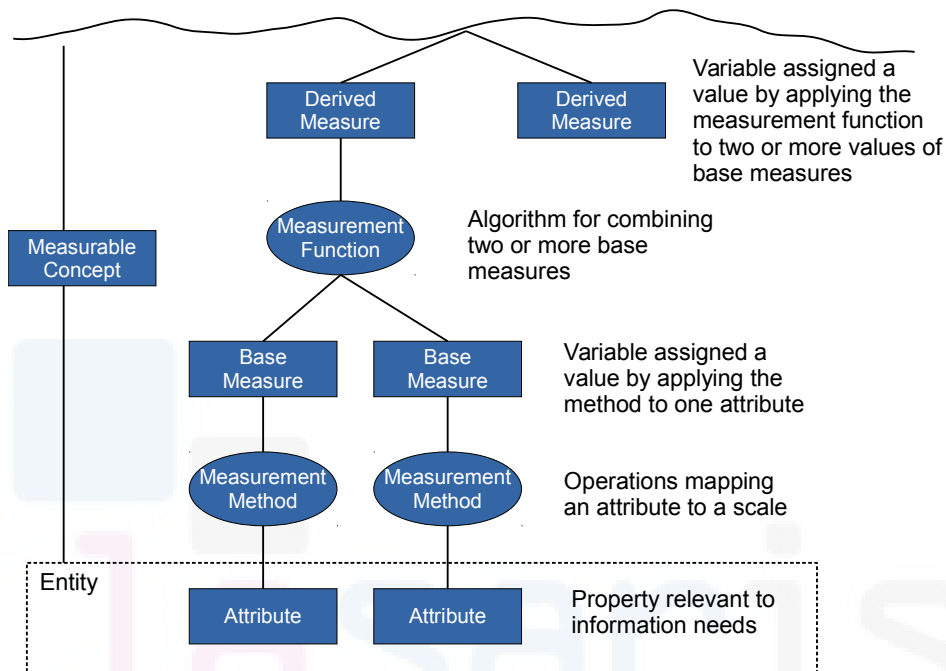 Derived
Measure
Derived
Measure
Variable assigned a
value by applying the
measurement function
to two or more values of
base measures
Measurement
Function
Algorithm for combining
two or more base
measures
Measurable
Concept
Base
Measure
Base
Measure
Variable assigned a
value by applying the
method to one attribute
Measurement
Method
Measurement
Method
Operations mapping
an attribute to a scale
Entity
Attribute
Attribute
Property relevant to
information needs